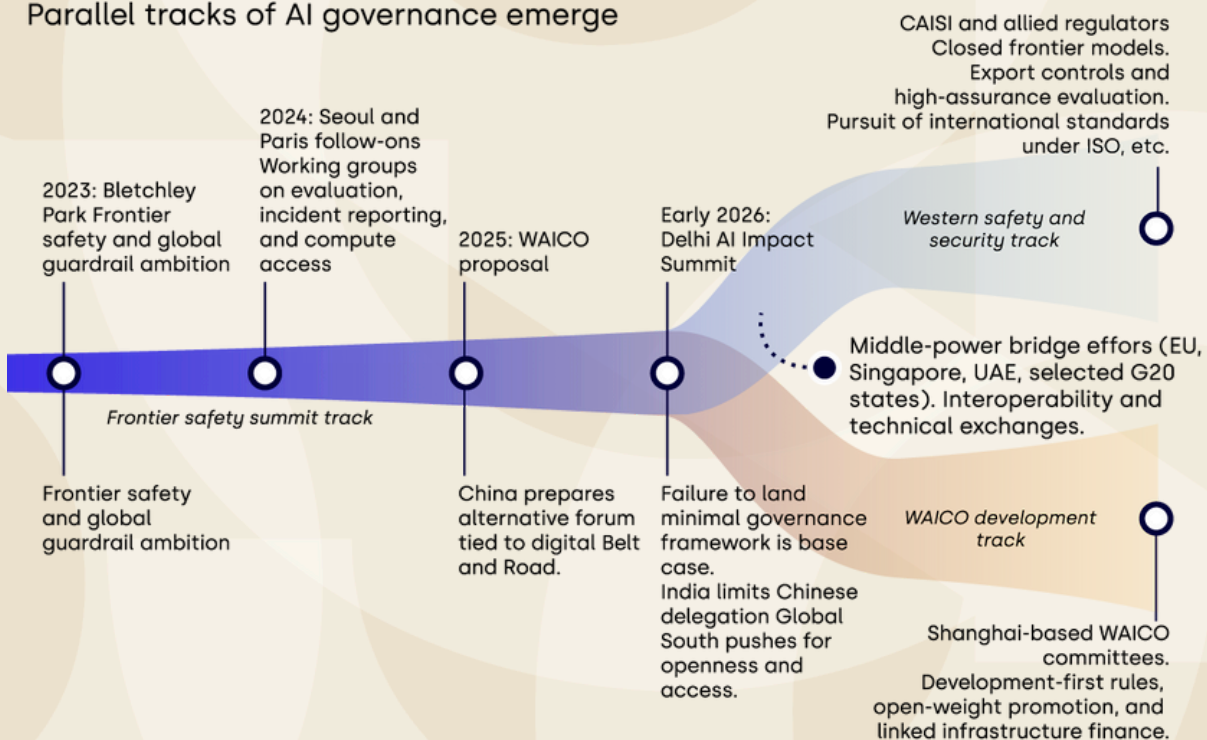 Parallel tracks of AI governance emerge
2023: Bletchley
Park Frontier
safety and global
guardrail ambition
2024: Seoul and
Paris follow-ons
Working groups
on evaluation,
incident reporting,
and compute
access
2025: WAICO
proposal
Early 2026:
Delhi AI Impact
Summit
CAISI and allied regulators
Closed frontier models.
Export controls and
high-assurance evaluation.
Pursuit of international standards
under ISO, etc.
Western safety and
security track
Middle-power bridge effors (EU,
Singapore, UAE, selected G20
states). Interoperability and
technical exchanges.
Frontier safety summit track
Frontier safety
and global
guardrail ambition
China prepares
alternative forum
tied to digital Belt
and Road.
Failure to land
minimal governance
framework is base
case.
India limits Chinese
delegation Global
South pushes for
openness and
access.
WAICO development
track
Shanghai-based WAICO
committees.
Development-first rules,
open-weight promotion, and
linked infrastructure finance.